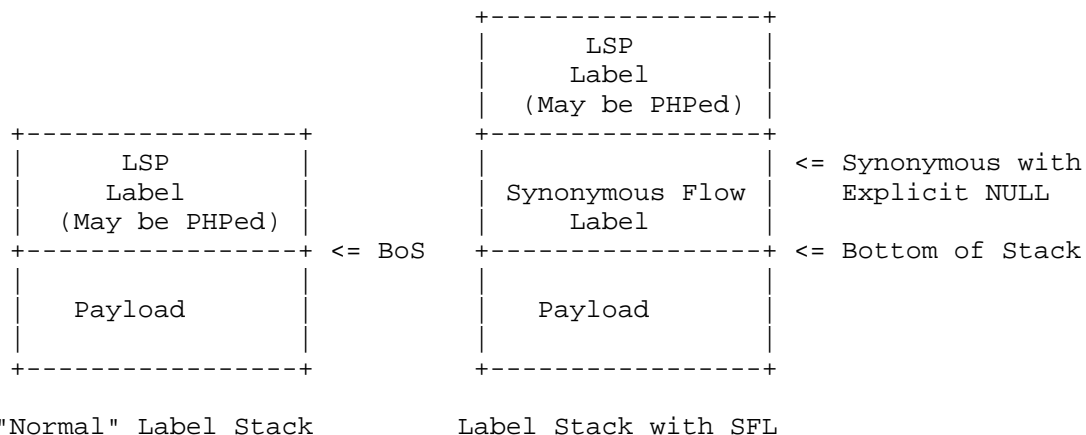 LSP
Label
(May be PHPed)
LSP
Label
(May be PHPed)
<= BoS
Payload
Synonymous Flow
Label
<= Synonymous with
Explicit NULL
<= Bottom of Stack
Payload
"Normal" Label Stack
Label Stack with SFL